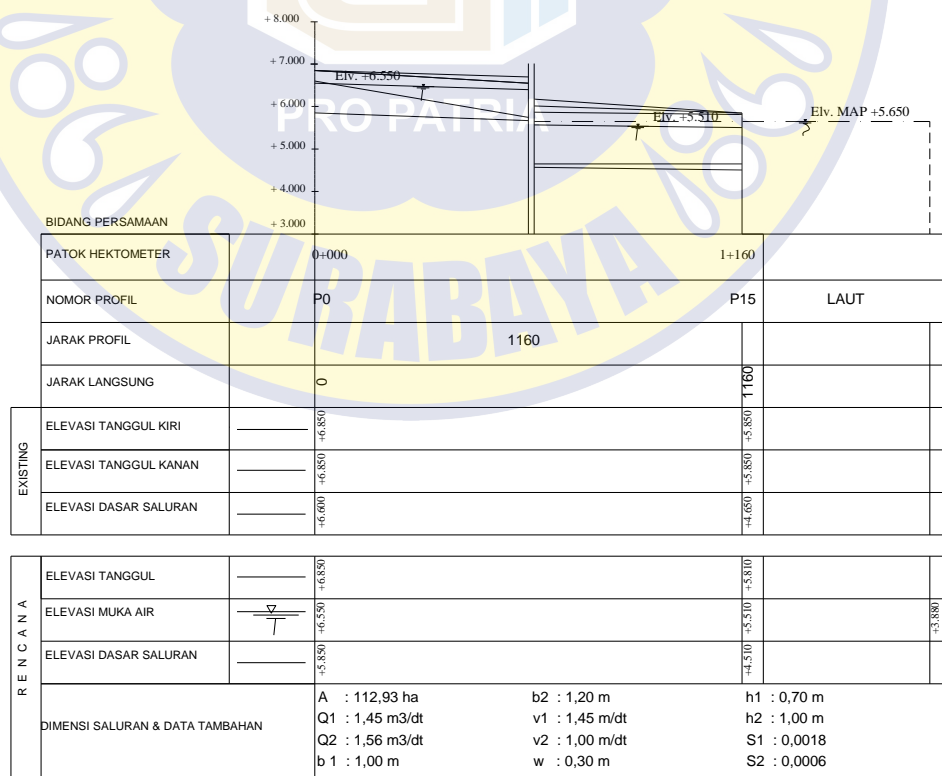 + 8.000
+ 7.000
Elv. +6.550
+ 6.000
PRO PATRIA
Elv. +5.510
Elv. MAP +5.650
+ 5.000
+ 4.000
BIDANG PERSAMAAN
+ 3.000
SURABAYA
PATOK HEKTOMETER 0+000 1+160
NOMOR PROFIL P0 P15 LAUT
JARAK PROFIL 1160
JARAK LANGSUNG 0 1160
EXISTING
ELEVASI TANGGUL KIRI +6.850 +5.850
ELEVASI TANGGUL KANAN +6.850 +5.850
ELEVASI DASAR SALURAN +6.600 +4.650
RENCANA
ELEVASI TANGGUL +6.850 +5.810
ELEVASI MUKA AIR +6.550 +5.510 +3.880
ELEVASI DASAR SALURAN +5.850 +4.510
DIMENSI SALURAN & DATA TAMBAHAN
A : 112,93 ha b2 : 1,20 m h1 : 0,70 m
Q1 : 1,45 m3/dt v1 : 1,45 m/dt h2 : 1,00 m
Q2 : 1,56 m3/dt v2 : 1,00 m/dt S1 : 0,0018
b 1 : 1,00 m w : 0,30 m S2 : 0,0006